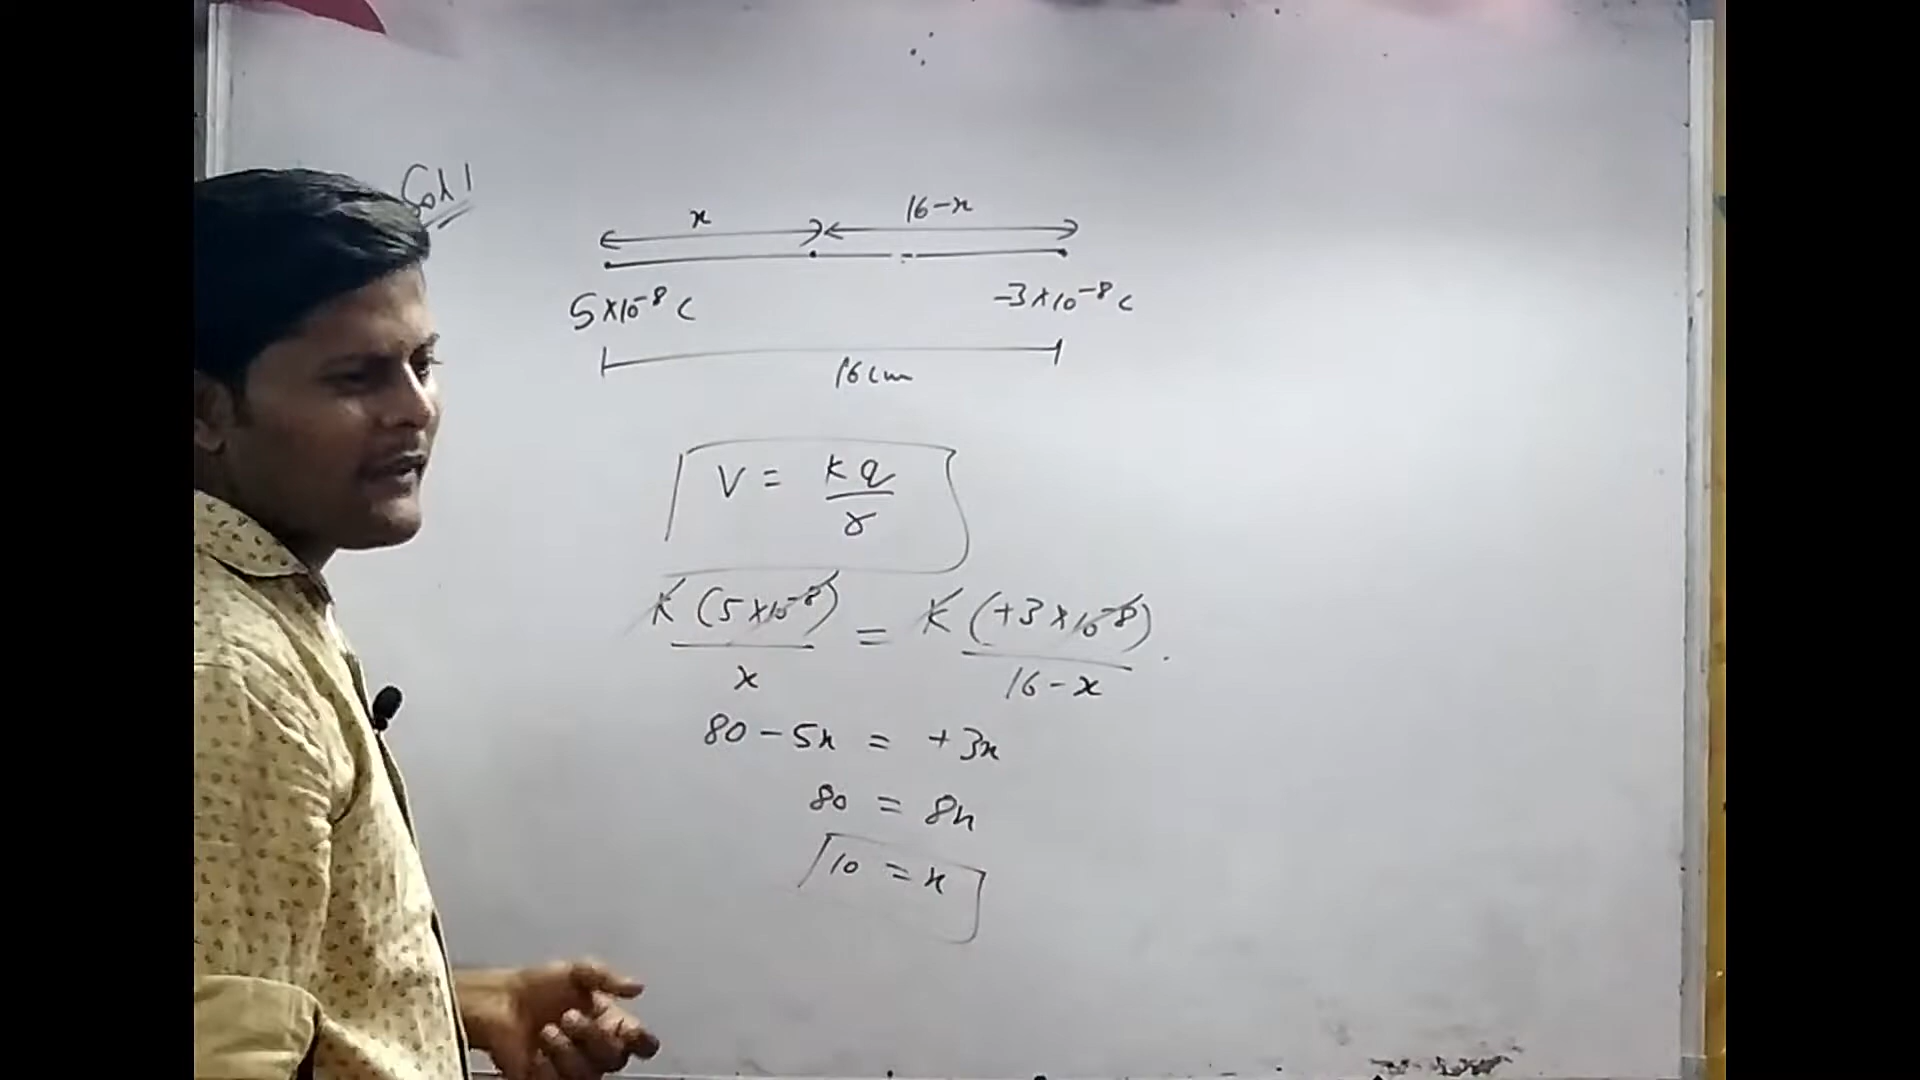 Sol 1
x 16-x
5×10⁻⁸ C -3×10⁻⁸ C
16 cm
V = kq/r
K(5×10⁻⁸)/x = K(+3×10⁻⁸)/16-x .
80 - 5x = +3x
80 = 8x
10 = x